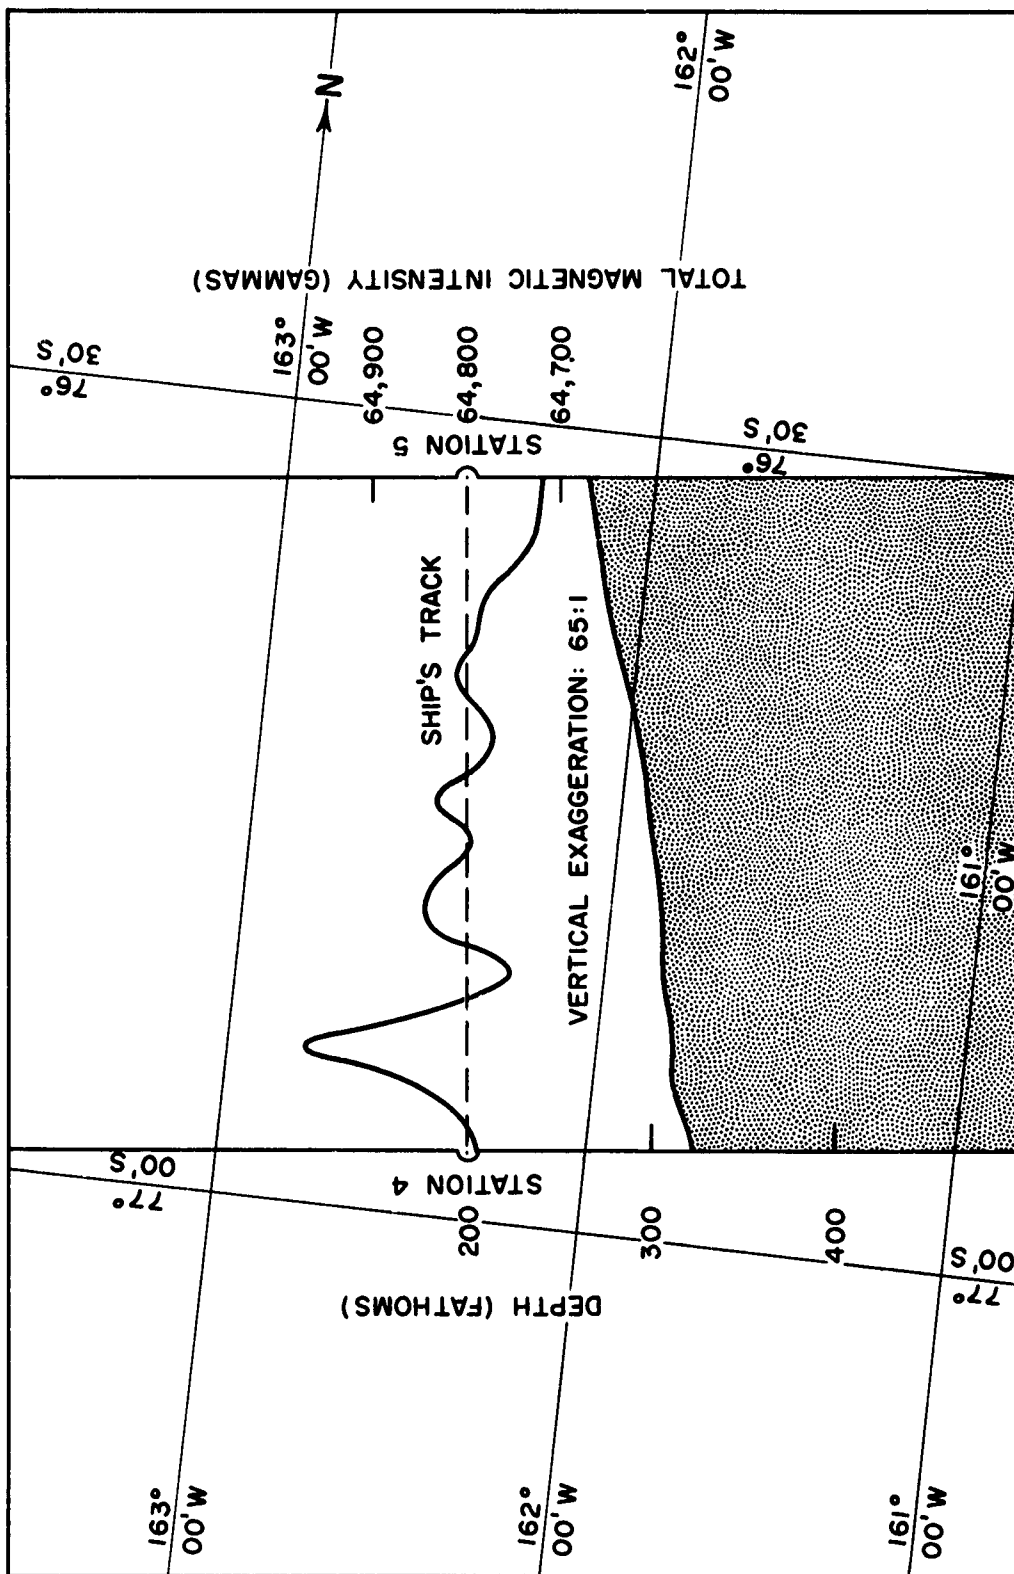 163°
00'W
162°
00'W
161°
00'W
77°
00'S
77°
00'S
DEPTH (FATHOMS)
200
300
400
STATION 4
SHIP'S TRACK
VERTICAL EXAGGERATION: 65:1
161°
00'W
STATION 5
64,900
64,800
64,700
76°
30'S
76°
30'S
163°
00'W
TOTAL MAGNETIC INTENSITY (GAMMAS)
N
162°
00'W